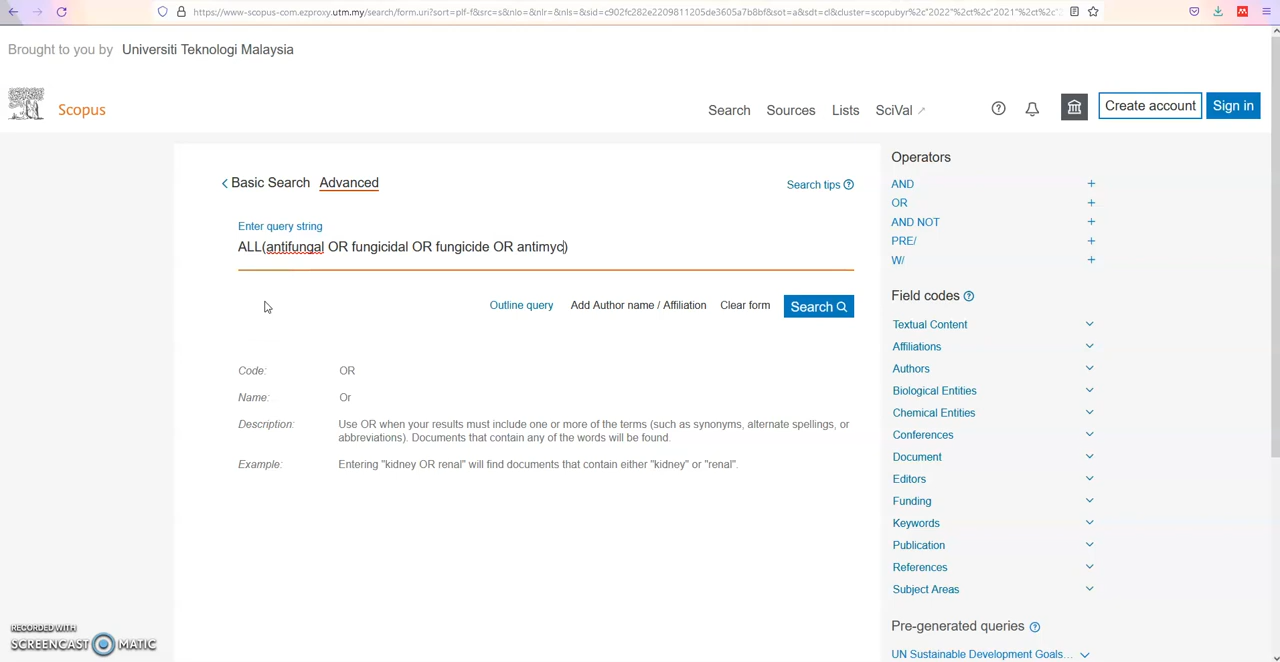 https://www-scopus-com.ezproxy.utm.my/search/form.uri?sort=plf-f&src=s&nlo=&nlr=&nls=&sid=c902fc282e2209811205de3605a7b8bf&sot=a&sdt=cl&cluster=scopubyr%2c"2022"%2ct%2c"2021"%2ct%2c"2
Brought to you by Universiti Teknologi Malaysia
Scopus
Search Sources Lists SciVal ↗ Create account Sign in
Basic Search Advanced
Search tips
Enter query string
ALL(antifungal OR fungicidal OR fungicide OR antimyc)
Outline query Add Author name / Affiliation Clear form Search
Code: OR
Name: Or
Description: Use OR when your results must include one or more of the terms (such as synonyms, alternate spellings, or
abbreviations). Documents that contain any of the words will be found.
Example: Entering "kidney OR renal" will find documents that contain either "kidney" or "renal".
Operators
AND +
OR +
AND NOT +
PRE/ +
W/ +
Field codes
Textual Content
Affiliations
Authors
Biological Entities
Chemical Entities
Conferences
Document
Editors
Funding
Keywords
Publication
References
Subject Areas
Pre-generated queries
UN Sustainable Development Goals...
RECORDED WITH
SCREENCAST MATIC